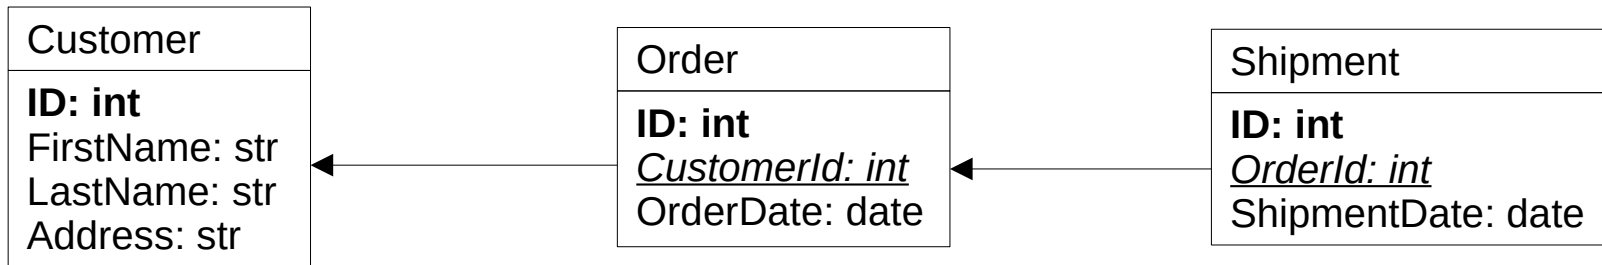 Customer
ID: int
FirstName: str
LastName: str
Address: str
Order
ID: int
CustomerId: int
OrderDate: date
Shipment
ID: int
OrderId: int
ShipmentDate: date